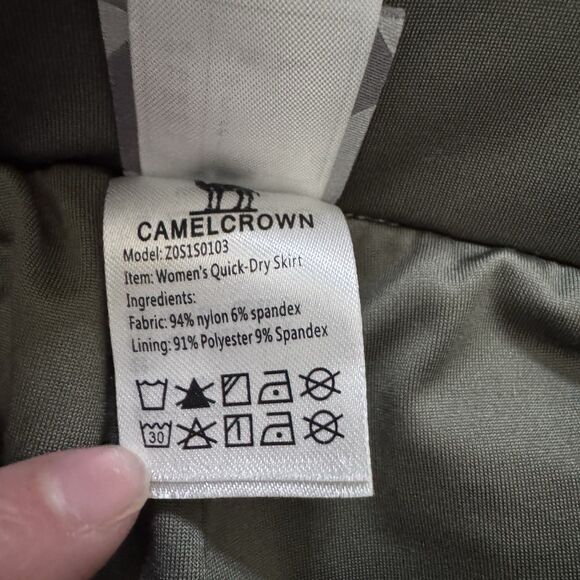 CAMELCROWN
Model: Z0S1S0103
Item: Women's Quick-Dry Skirt
Ingredients:
Fabric: 94% nylon 6% spandex
Lining: 91% Polyester 9% Spandex
30